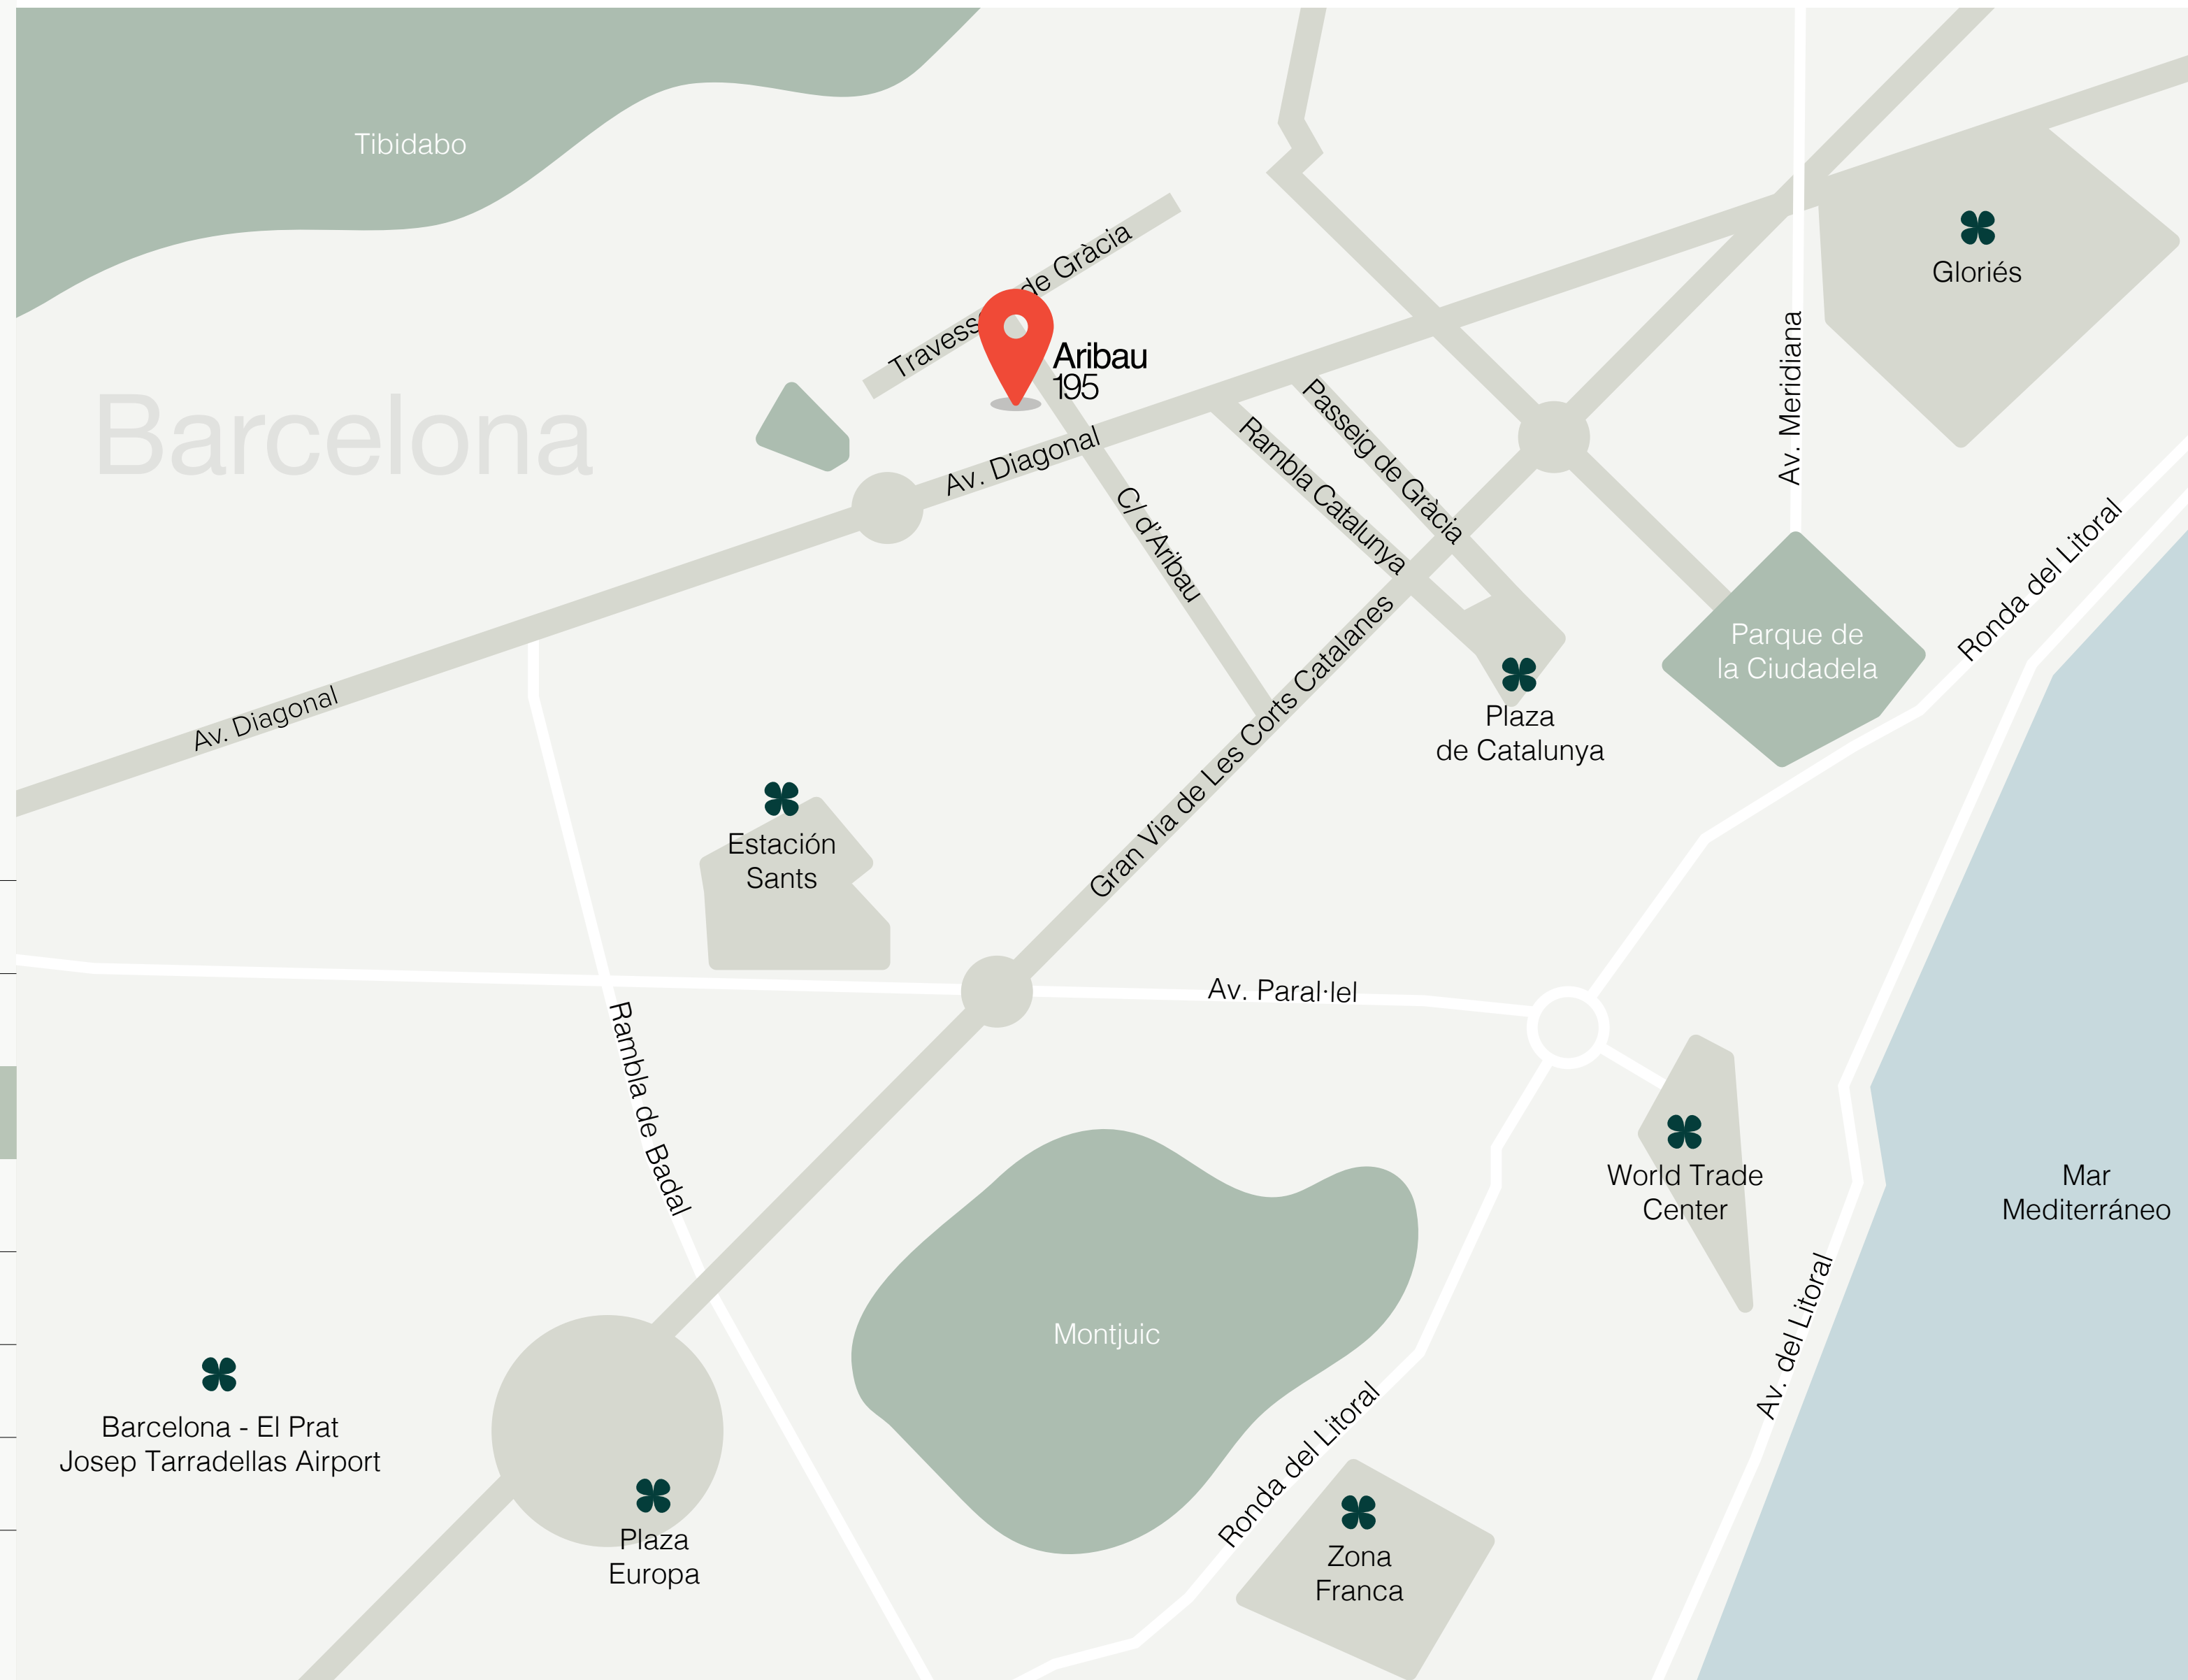 Tibidabo
Travessera de Gràcia
Gloriés
Aribau
195
Barcelona
Av. Meridiana
Av. Diagonal
Passeig de Gràcia
Rambla Catalunya
C/ d'Aribau
Ronda del Litoral
Parque de
la Ciudadela
Av. Diagonal
Gran Via de Les Corts Catalanes
Plaza
de Catalunya
Estación
Sants
Av. Paral·lel
Rambla de Badal
World Trade
Center
Mar
Mediterráneo
Montjuic
Av. del Litoral
Barcelona - El Prat
Josep Tarradellas Airport
Ronda del Litoral
Plaza
Europa
Zona
Franca